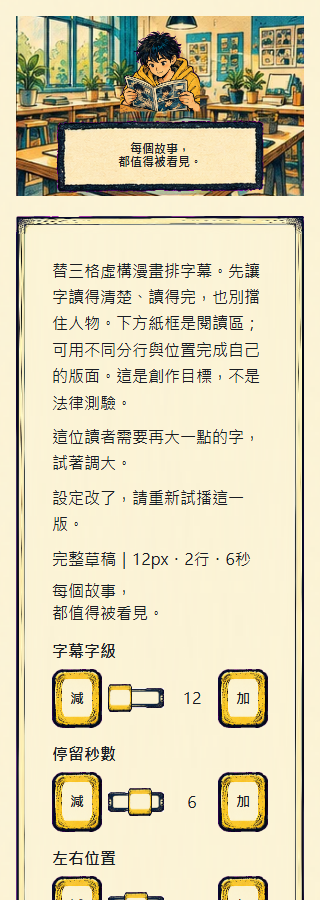 每個故事，
都值得被看見。
替三格虛構漫畫排字幕。先讓
字讀得清楚、讀得完，也別擋
住人物。下方紙框是閱讀區；
可用不同分行與位置完成自己
的版面。這是創作目標，不是
法律測驗。
這位讀者需要再大一點的字，
試著調大。
設定改了，請重新試播這一
版。
完整草稿｜12px．2行．6秒
每個故事，
都值得被看見。
字幕字級
減 12 加
停留秒數
減 6 加
左右位置